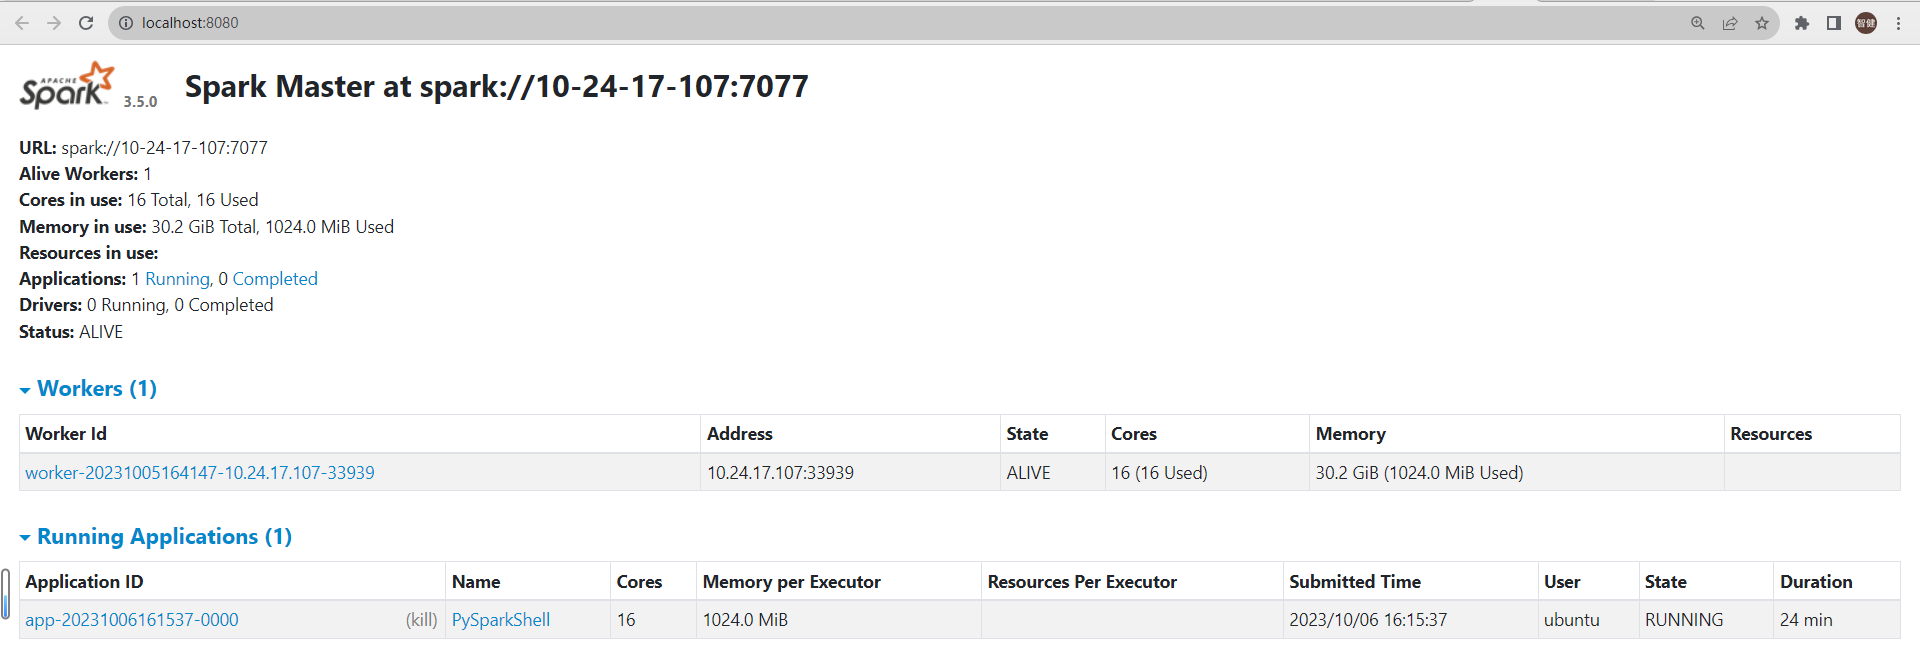 localhost:8080
智健
APACHE
Spark™ 3.5.0 Spark Master at spark://10-24-17-107:7077
URL: spark://10-24-17-107:7077
Alive Workers: 1
Cores in use: 16 Total, 16 Used
Memory in use: 30.2 GiB Total, 1024.0 MiB Used
Resources in use:
Applications: 1 Running, 0 Completed
Drivers: 0 Running, 0 Completed
Status: ALIVE
Workers (1)
Worker Id Address State Cores Memory Resources
worker-20231005164147-10.24.17.107-33939 10.24.17.107:33939 ALIVE 16 (16 Used) 30.2 GiB (1024.0 MiB Used)
Running Applications (1)
Application ID Name Cores Memory per Executor Resources Per Executor Submitted Time User State Duration
app-20231006161537-0000 (kill) PySparkShell 16 1024.0 MiB 2023/10/06 16:15:37 ubuntu RUNNING 24 min